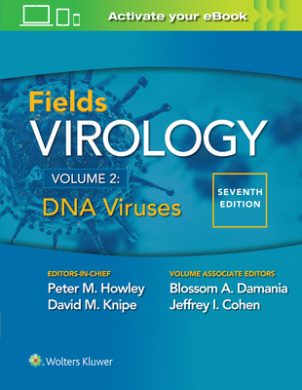 Activate your eBook
Fields
VIROLOGY
VOLUME 2:
DNA Viruses
SEVENTH
EDITION
EDITORS-IN-CHIEF
Peter M. Howley
David M. Knipe
VOLUME ASSOCIATE EDITORS
Blossom A. Damania
Jeffrey I. Cohen
Wolters Kluwer